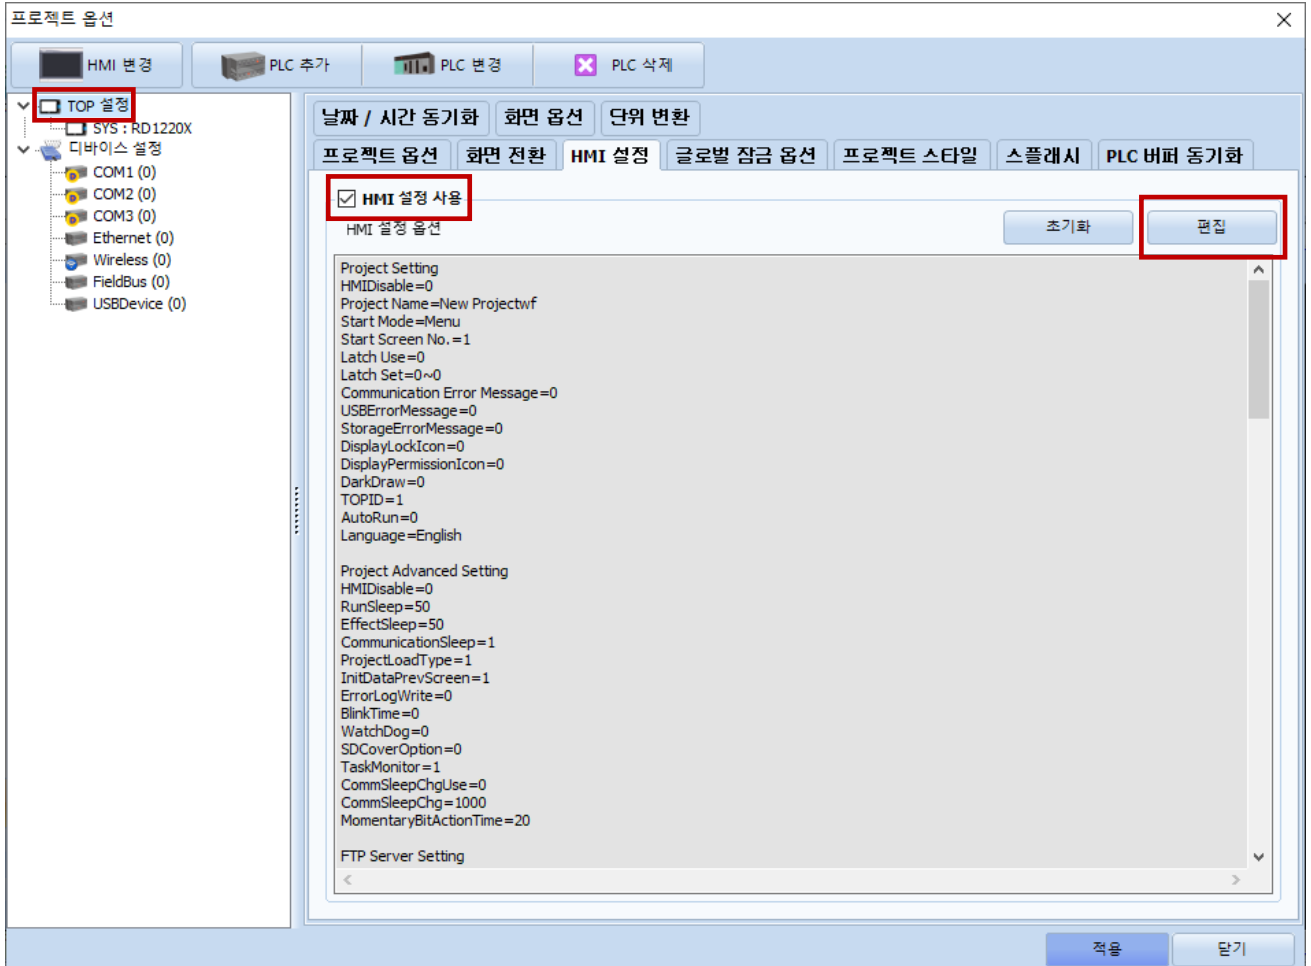 프로젝트 옵션
HMI 변경
PLC 추가
PLC 변경
PLC 삭제
TOP 설정
SYS : RD1220X
디바이스 설정
COM1 (0)
COM2 (0)
COM3 (0)
Ethernet (0)
Wireless (0)
FieldBus (0)
USBDevice (0)
날짜 / 시간 동기화 화면 옵션 단위 변환
프로젝트 옵션 화면 전환 HMI 설정 글로벌 잠금 옵션 프로젝트 스타일 스플래시 PLC 버퍼 동기화
HMI 설정 사용
HMI 설정 옵션
초기화
편집
Project Setting
HMIDisable=0
Project Name=New Projectwf
Start Mode=Menu
Start Screen No.=1
Latch Use=0
Latch Set=0~0
Communication Error Message=0
USBErrorMessage=0
StorageErrorMessage=0
DisplayLockIcon=0
DisplayPermissionIcon=0
DarkDraw=0
TOPID=1
AutoRun=0
Language=English
Project Advanced Setting
HMIDisable=0
RunSleep=50
EffectSleep=50
CommunicationSleep=1
ProjectLoadType=1
InitDataPrevScreen=1
ErrorLogWrite=0
BlinkTime=0
WatchDog=0
SDCoverOption=0
TaskMonitor=1
CommSleepChgUse=0
CommSleepChg=1000
MomentaryBitActionTime=20
FTP Server Setting
적용
닫기